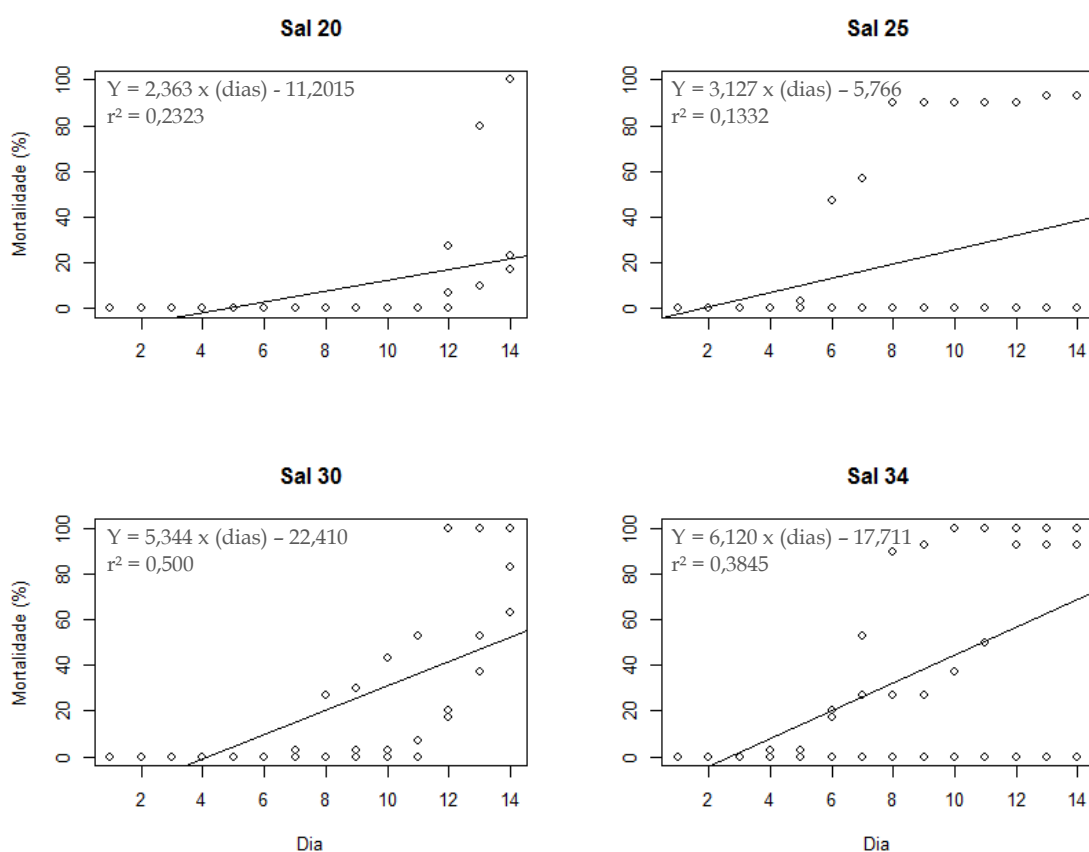 Sal 20
Y = 2,363 x (dias) - 11,2015
r² = 0,2323
Mortalidade (%)
100
80
60
40
20
0
2 4 6 8 10 12 14
Sal 25
Y = 3,127 x (dias) – 5,766
r² = 0,1332
100
80
60
40
20
0
2 4 6 8 10 12 14
Sal 30
Y = 5,344 x (dias) – 22,410
r² = 0,500
Mortalidade (%)
100
80
60
40
20
0
2 4 6 8 10 12 14
Dia
Sal 34
Y = 6,120 x (dias) – 17,711
r² = 0,3845
100
80
60
40
20
0
2 4 6 8 10 12 14
Dia